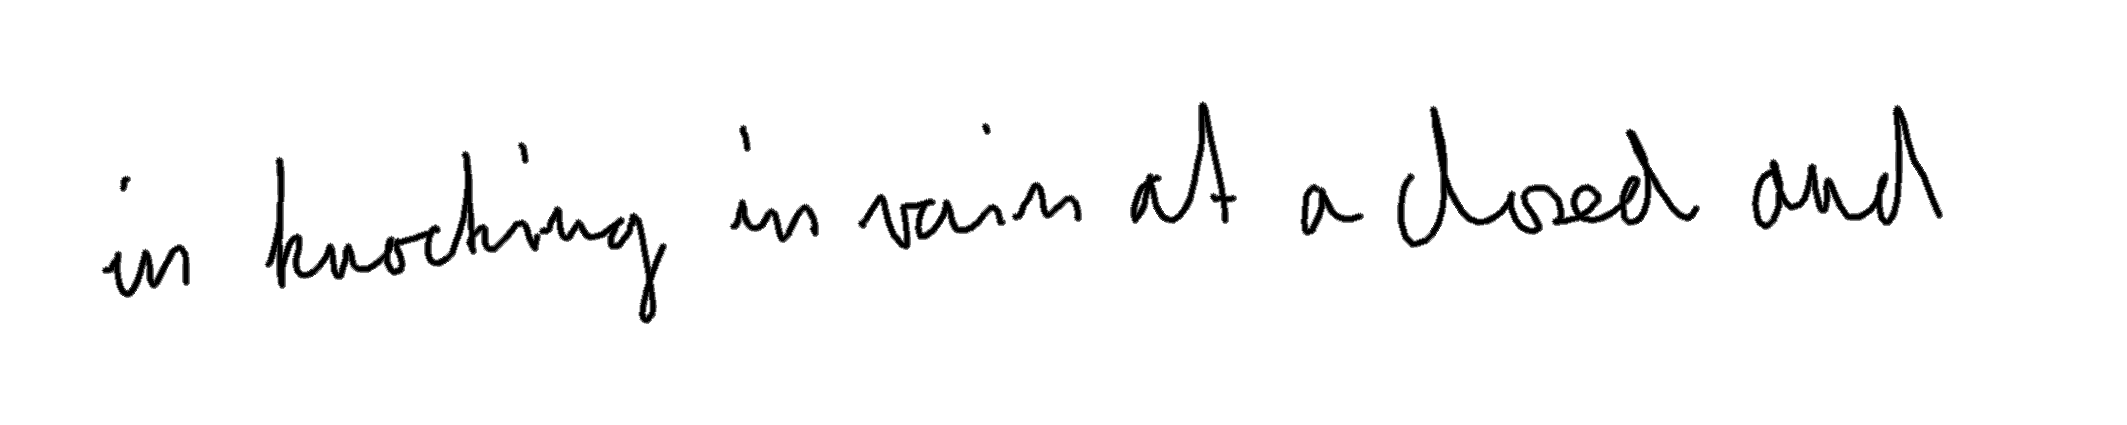 in knocking in vain at a closed and